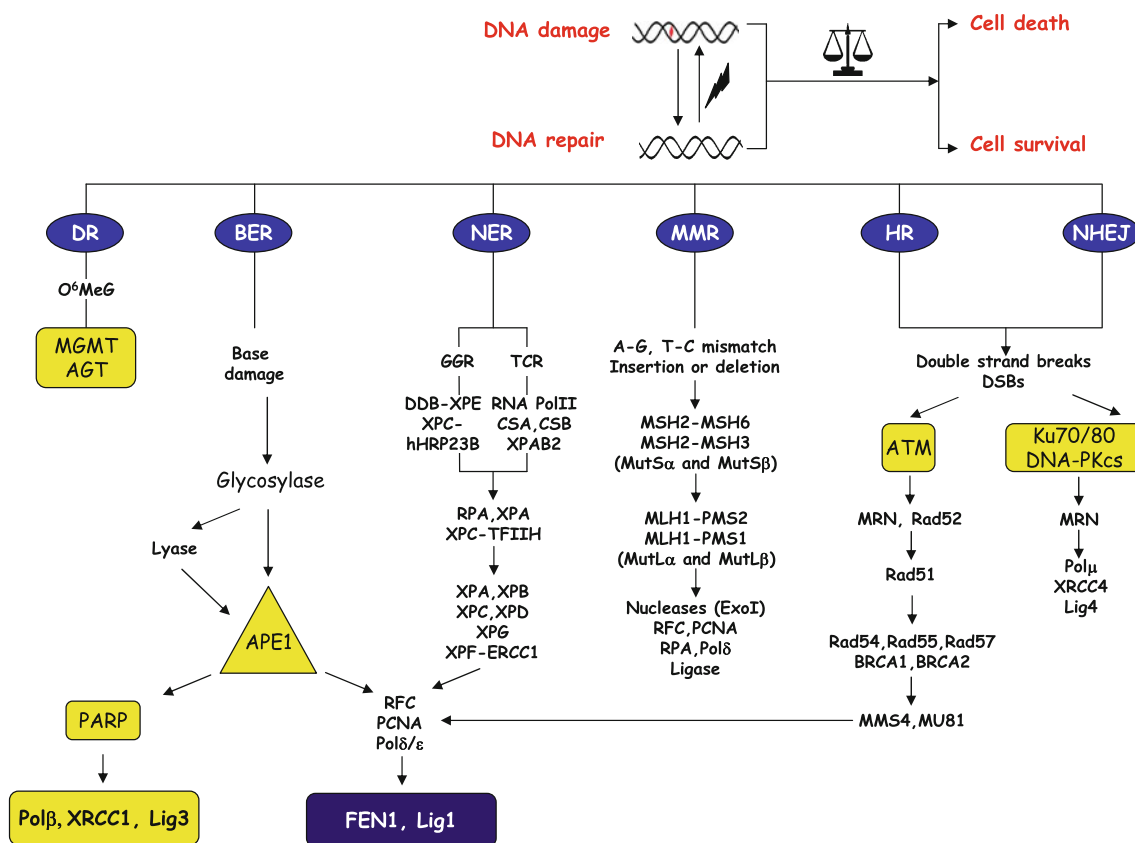 DNA damage
Cell death
DNA repair
Cell survival
DR
BER
NER
MMR
HR
NHEJ
O⁶MeG
MGMT
AGT
Base
damage
Glycosylase
Lyase
APE1
PARP
Polβ, XRCC1, Lig3
GGR
DDB-XPE
XPC-
hHRP23B
TCR
RNA PolII
CSA,CSB
XPAB2
RPA,XPA
XPC-TFIIH
XPA,XPB
XPC,XPD
XPG
XPF-ERCC1
RFC
PCNA
Polδ/ε
FEN1, Lig1
A-G, T-C mismatch
Insertion or deletion
MSH2-MSH6
MSH2-MSH3
(MutSα and MutSβ)
MLH1-PMS2
MLH1-PMS1
(MutLα and MutLβ)
Nucleases (ExoI)
RFC,PCNA
RPA,Polδ
Ligase
Double strand breaks
DSBs
ATM
MRN, Rad52
Rad51
Rad54,Rad55,Rad57
BRCA1,BRCA2
MMS4,MU81
Ku70/80
DNA-PKcs
MRN
Polμ
XRCC4
Lig4